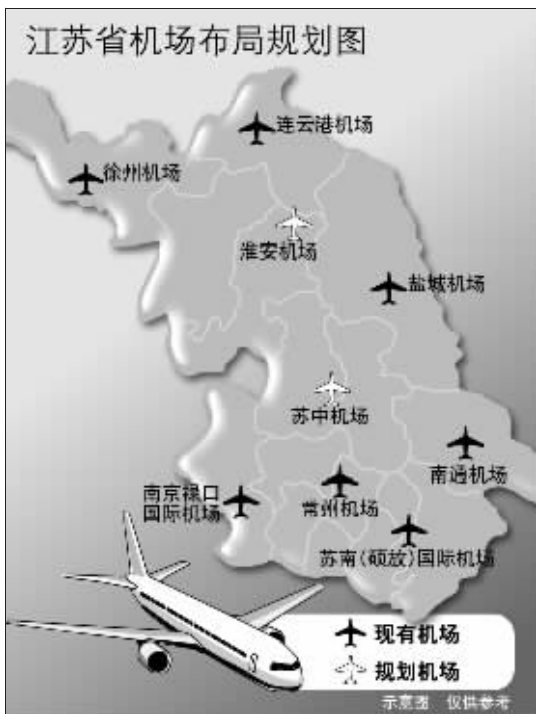 江苏省机场布局规划图
连云港机场
徐州机场
淮安机场
盐城机场
苏中机场
南通机场
南京禄口
国际机场
常州机场
苏南(硕放)国际机场
现有机场
规划机场
示意图 仅供参考